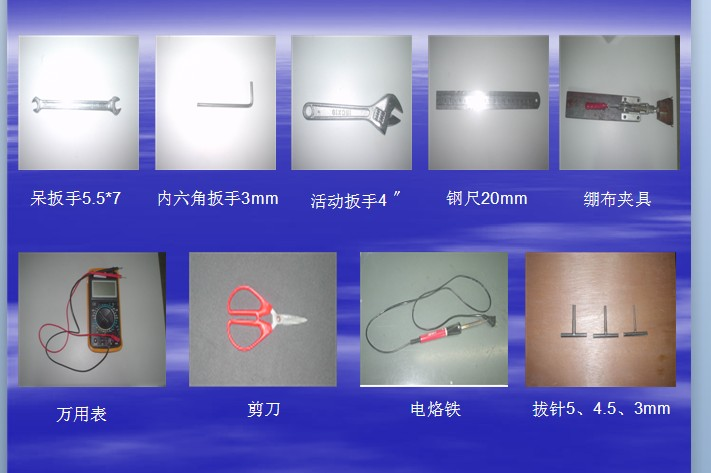 呆扳手5.5*7
内六角扳手3mm
活动扳手4〞
钢尺20mm
绷布夹具
万用表
剪刀
电烙铁
拔针5、4.5、3mm